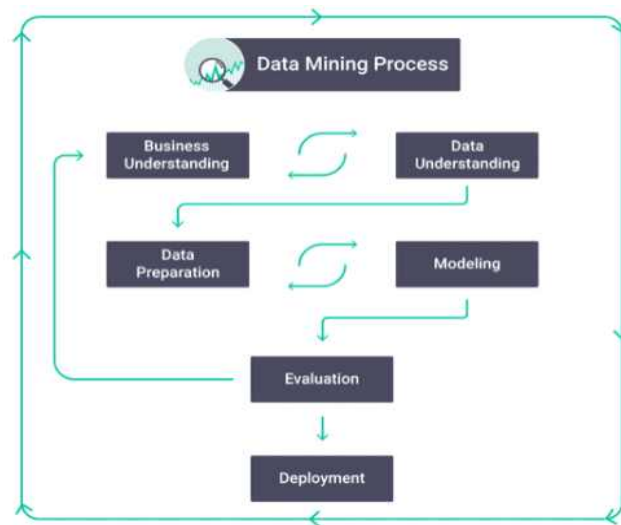 Data Mining Process
Business
Understanding
Data
Understanding
Data
Preparation
Modeling
Evaluation
Deployment